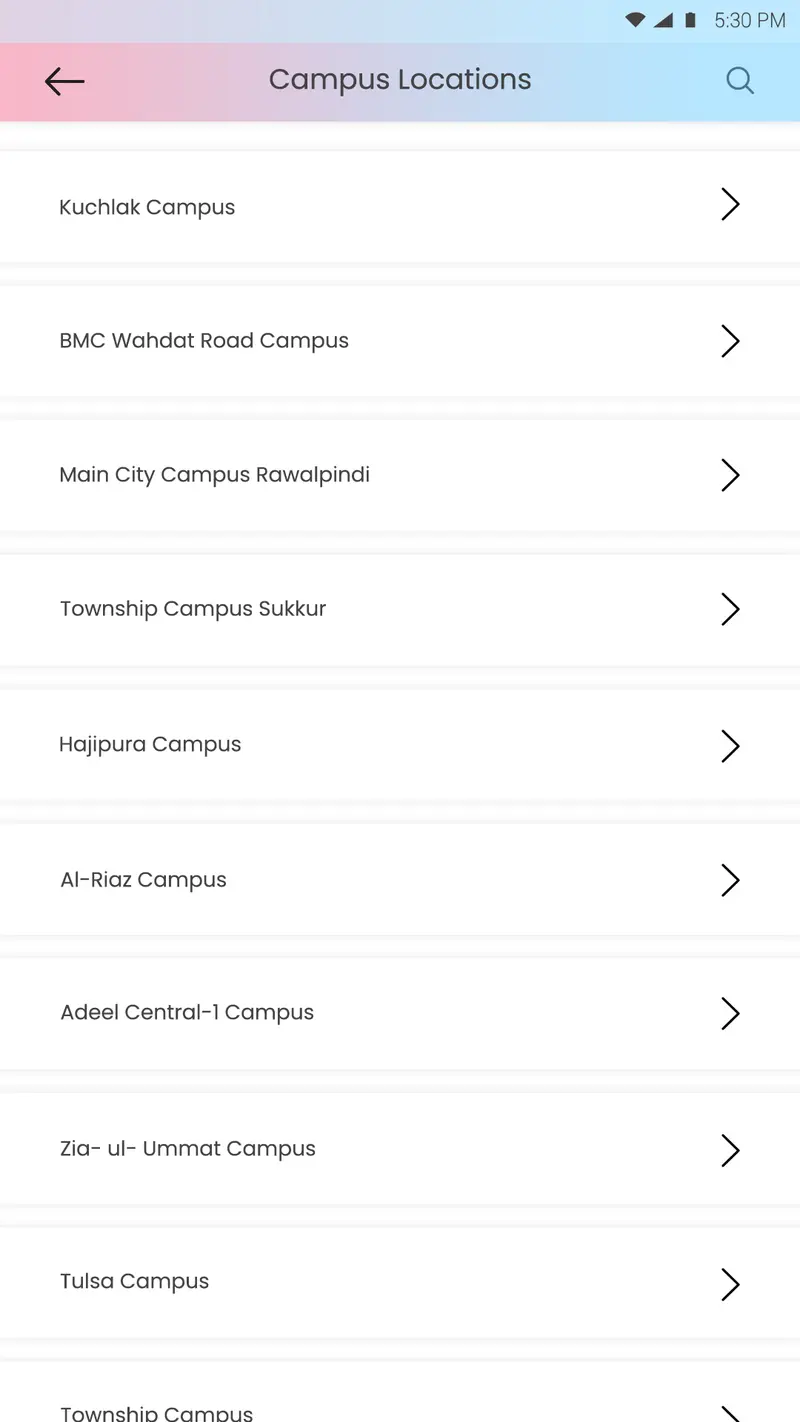 5:30 PM
Campus Locations
Kuchlak Campus
BMC Wahdat Road Campus
Main City Campus Rawalpindi
Township Campus Sukkur
Hajipura Campus
Al-Riaz Campus
Adeel Central-1 Campus
Zia- ul- Ummat Campus
Tulsa Campus
Township Campus